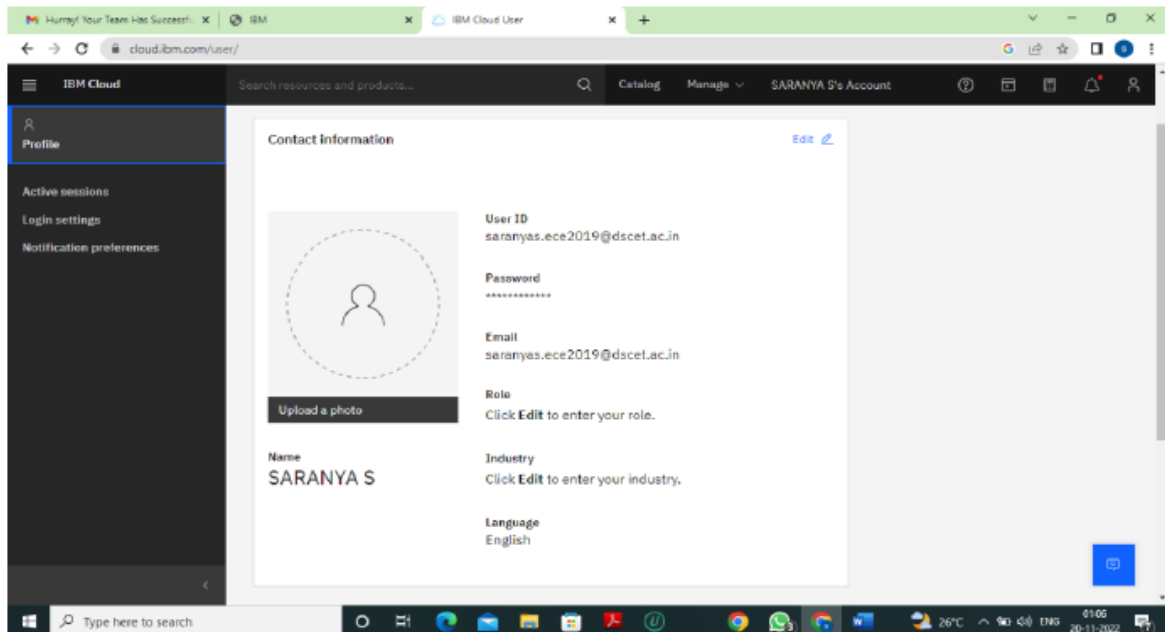 Hurray! Your Team Has Successfu
IBM
IBM Cloud User
cloud.ibm.com/user/
IBM Cloud
Search resources and products...
Catalog
Manage
SARANYA S's Account
Profile
Active sessions
Login settings
Notification preferences
Contact information
Edit
User ID
saranyas.ece2019@dscet.ac.in
Password
************
Email
saranyas.ece2019@dscet.ac.in
Upload a photo
Role
Click Edit to enter your role.
Name
SARANYA S
Industry
Click Edit to enter your industry.
Language
English
Type here to search
26°C
ENG
01:06
20-11-2022